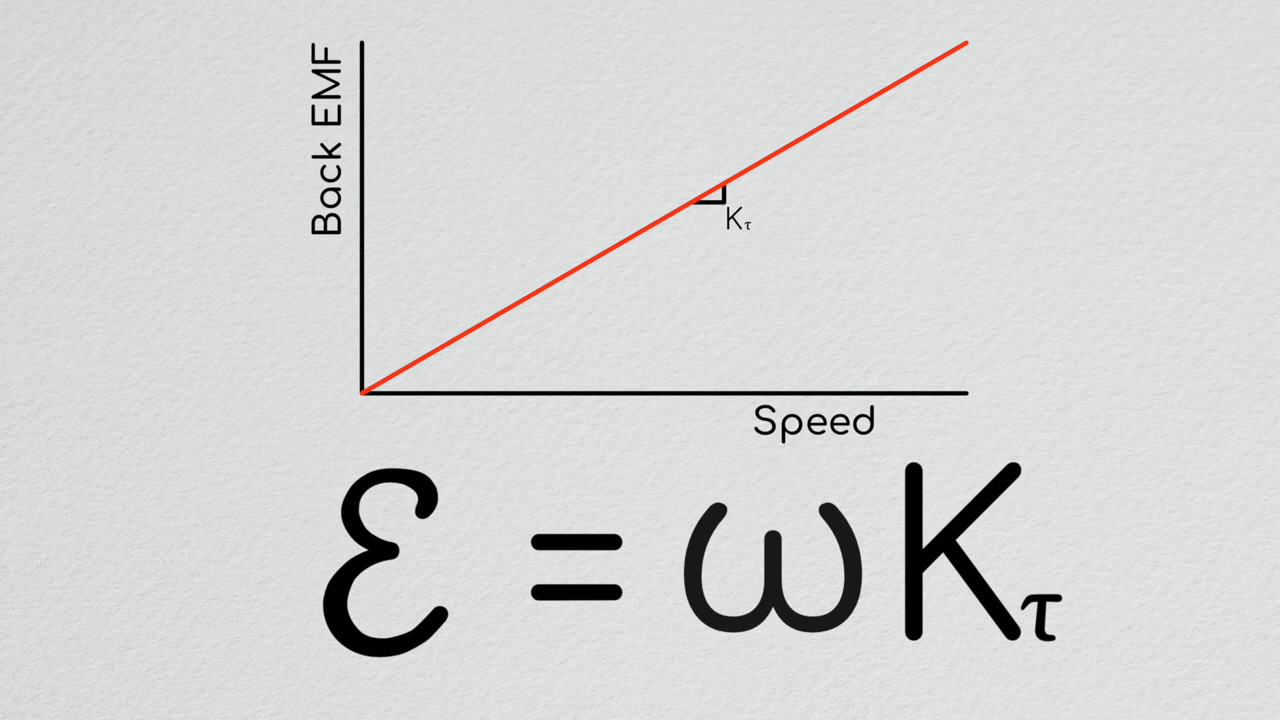 Back EMF
Kτ
Speed
ℰ = ωKτ